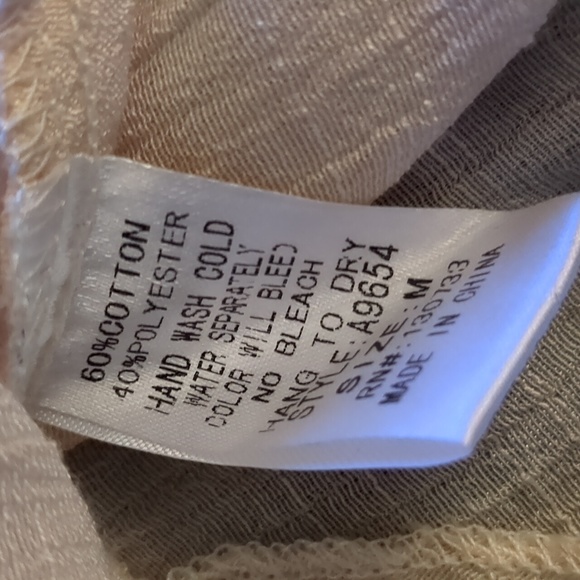 60%COTTON
40%POLYESTER
HAND WASH COLD
WATER SEPARATELY
COLOR WILL BLEED
NO BLEACH
HANG TO DRY
STYLE:A9654
SIZE:M
RN#:130733
MADE IN CHINA